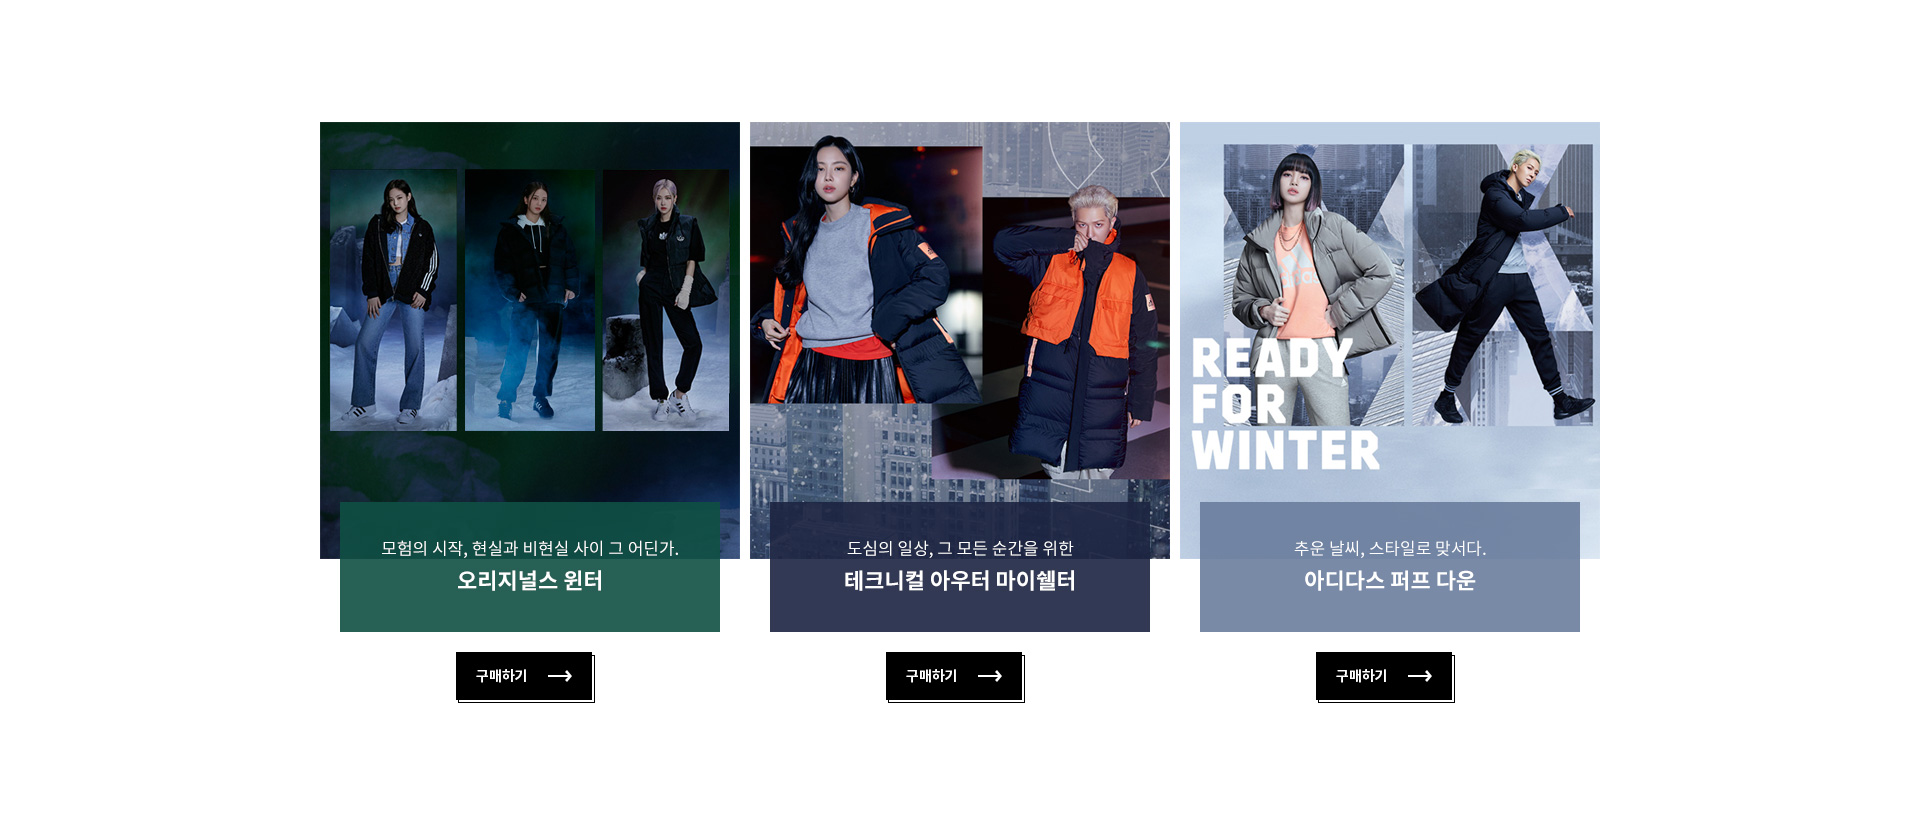 READY
FOR
WINTER
모험의 시작, 현실과 비현실 사이 그 어딘가.
오리지널스 윈터
구매하기
도심의 일상, 그 모든 순간을 위한
테크니컬 아우터 마이쉘터
구매하기
추운 날씨, 스타일로 맞서다.
아디다스 퍼프 다운
구매하기